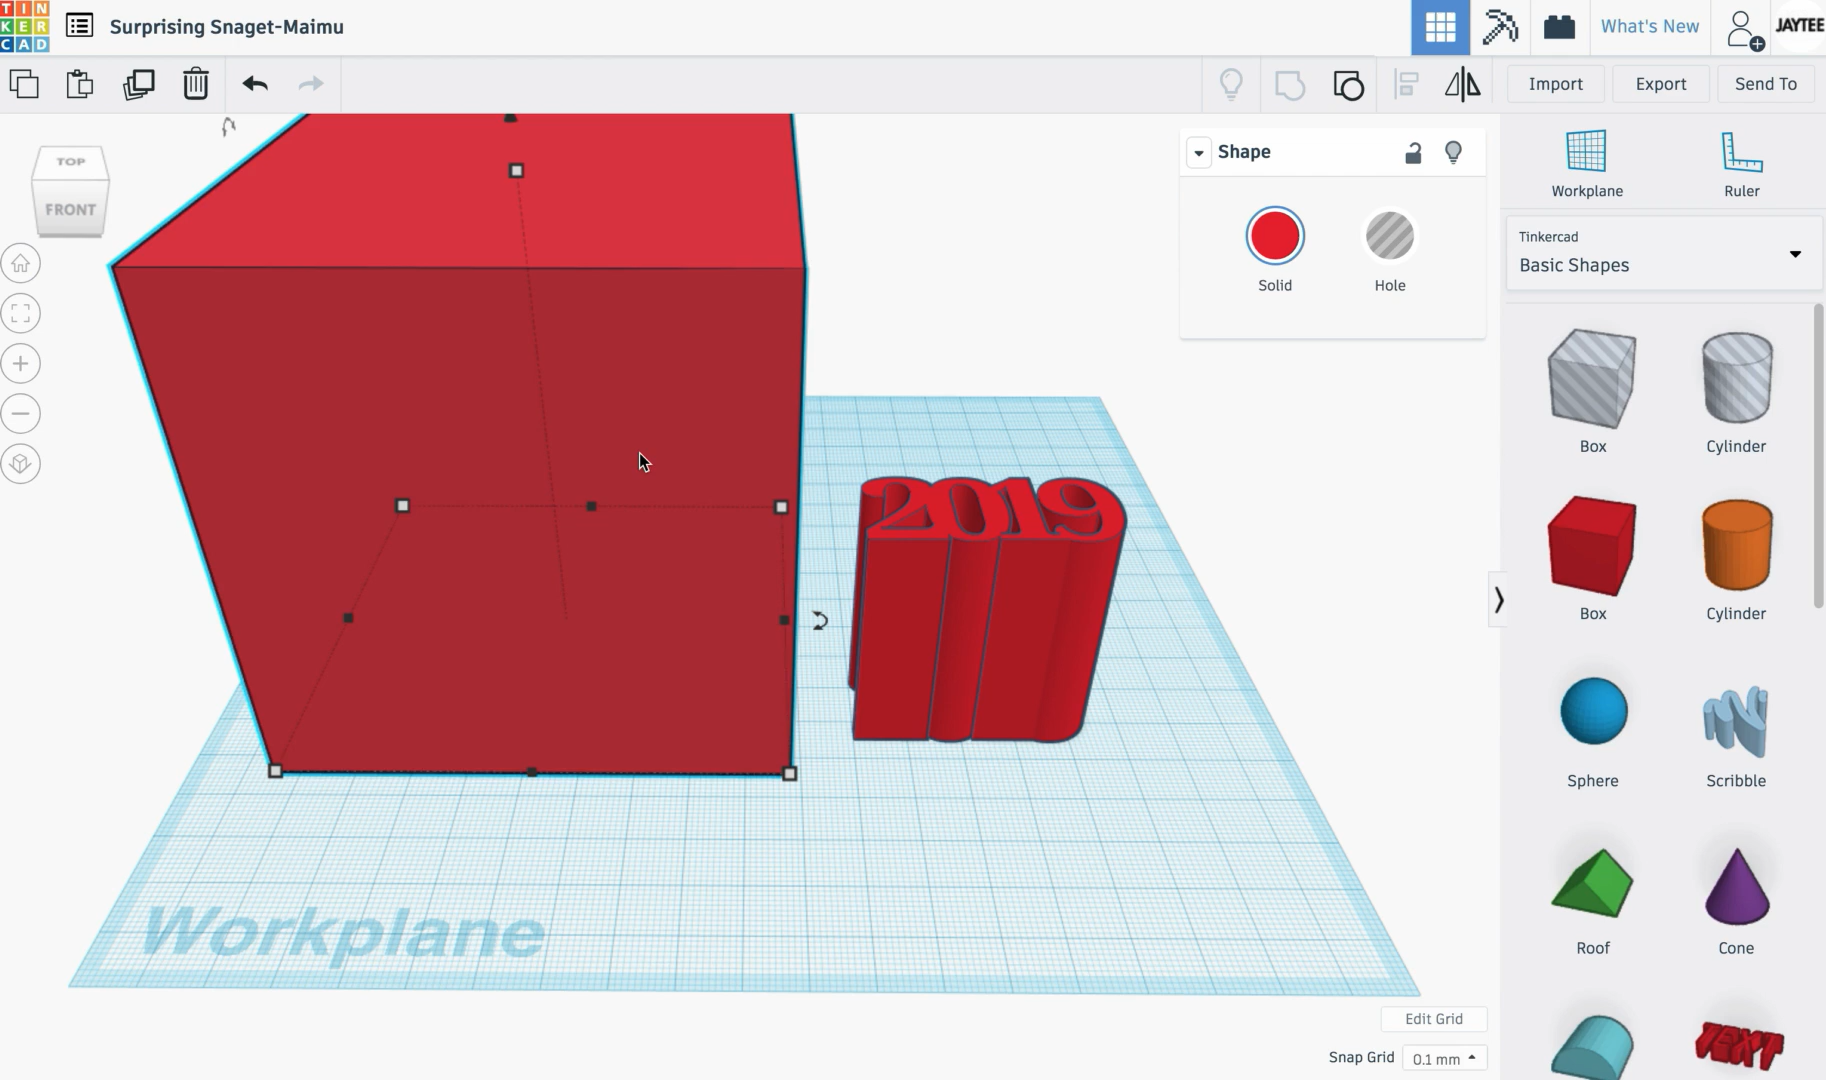 TIN
KER
CAD
Surprising Snaget-Maimu
What's New
JAYTEE
Import
Export
Send To
TOP
FRONT
Shape
Solid
Hole
Workplane
Ruler
Tinkercad
Basic Shapes
Box
Cylinder
Box
Cylinder
2019
Sphere
Scribble
Roof
Cone
Workplane
TEXT
Edit Grid
Snap Grid
0.1 mm